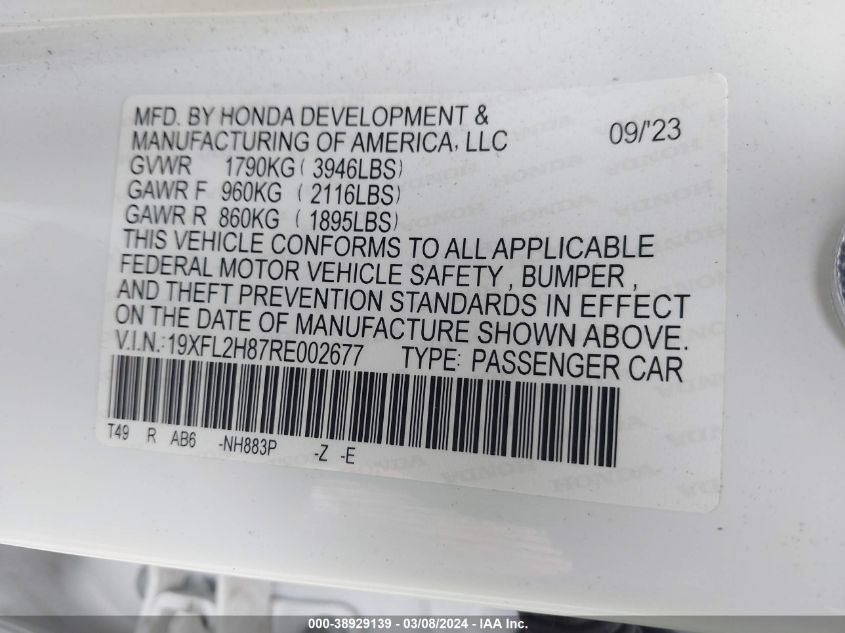 MFD. BY HONDA DEVELOPMENT &
MANUFACTURING OF AMERICA, LLC 09/'23
GVWR 1790KG ( 3946LBS)
GAWR F 960KG ( 2116LBS)
GAWR R 860KG ( 1895LBS)
THIS VEHICLE CONFORMS TO ALL APPLICABLE
FEDERAL MOTOR VEHICLE SAFETY , BUMPER ,
AND THEFT PREVENTION STANDARDS IN EFFECT
ON THE DATE OF MANUFACTURE SHOWN ABOVE.
V.I.N.:19XFL2H87RE002677 TYPE: PASSENGER CAR
T49 R AB6 -NH883P -Z -E
HONDA
000-38929139 - 03/08/2024 - IAA Inc.